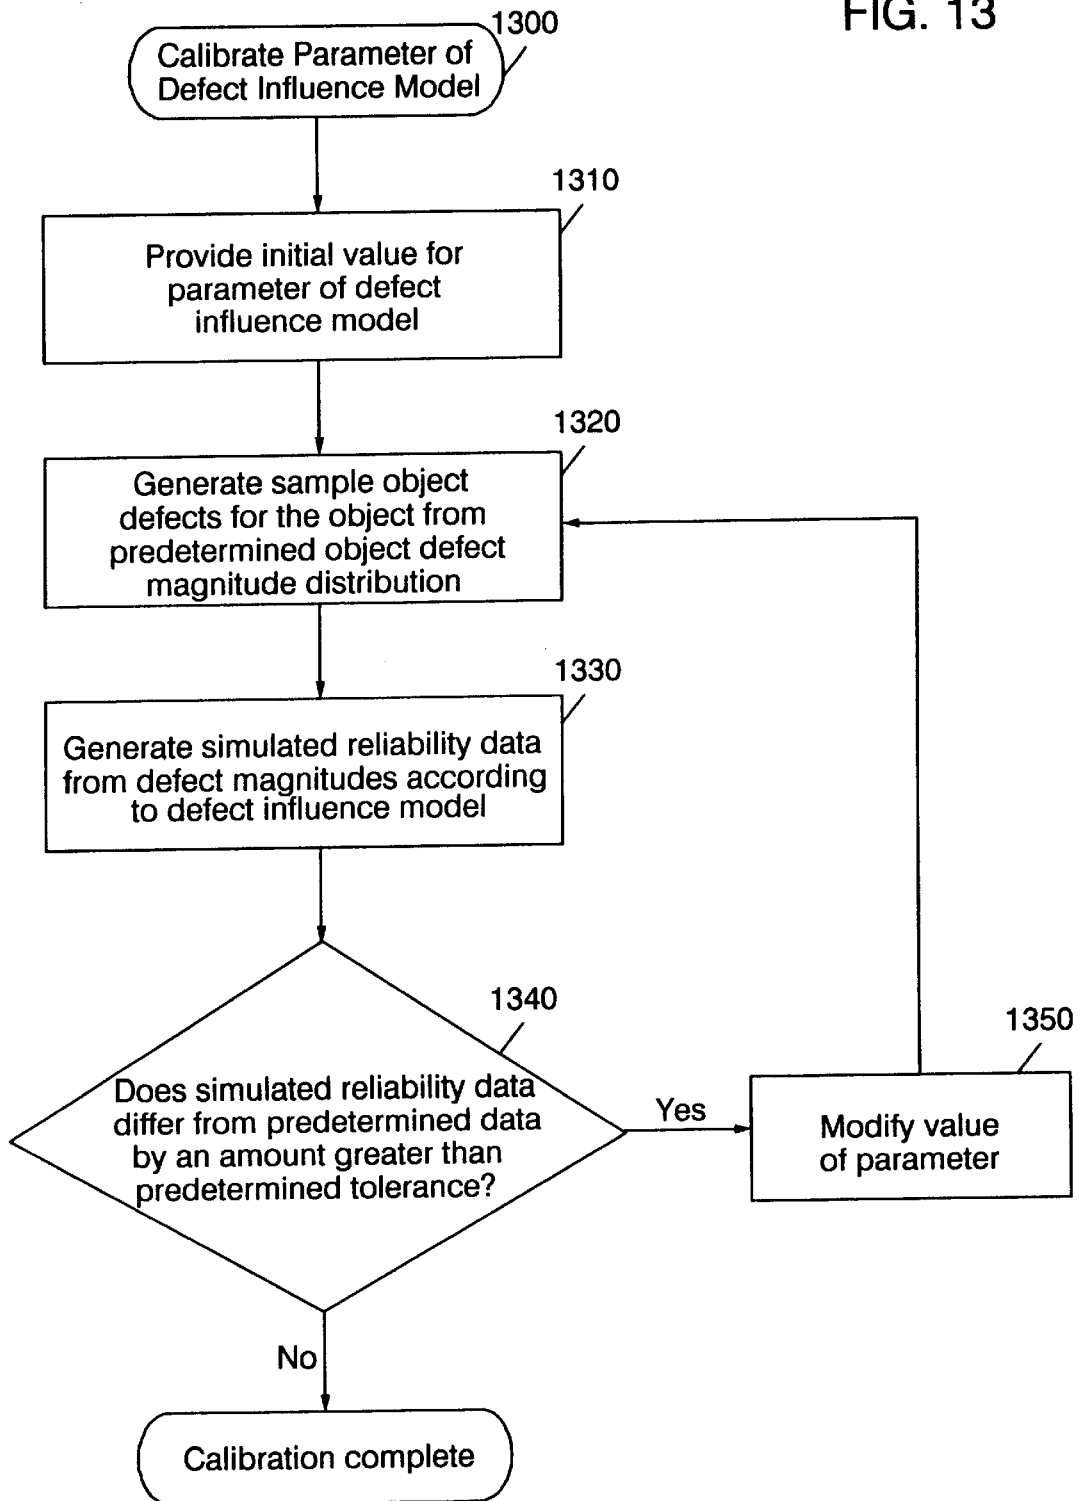 FIG. 13
1300
Calibrate Parameter of
Defect Influence Model
1310
Provide initial value for
parameter of defect
influence model
1320
Generate sample object
defects for the object from
predetermined object defect
magnitude distribution
1330
Generate simulated reliability data
from defect magnitudes according
to defect influence model
1340
Does simulated reliability data
differ from predetermined data
by an amount greater than
predetermined tolerance?
Yes
1350
Modify value
of parameter
No
Calibration complete